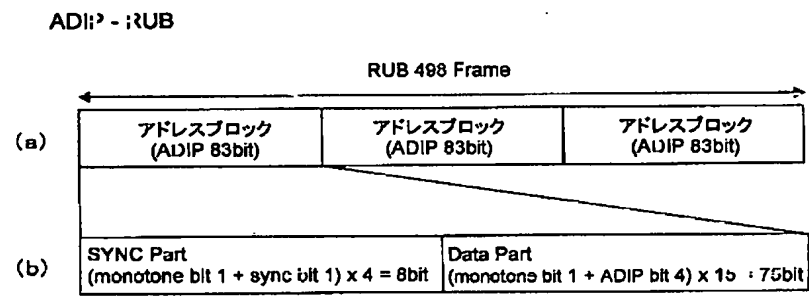 ADIP - RUB
RUB 498 Frame
(a)
アドレスブロック
(ADIP 83bit)
アドレスブロック
(ADIP 83bit)
アドレスブロック
(ADIP 83bit)
(b)
SYNC Part
(monotone bit 1 + sync bit 1) x 4 = 8bit
Data Part
(monotone bit 1 + ADIP bit 4) x 15 = 75bit